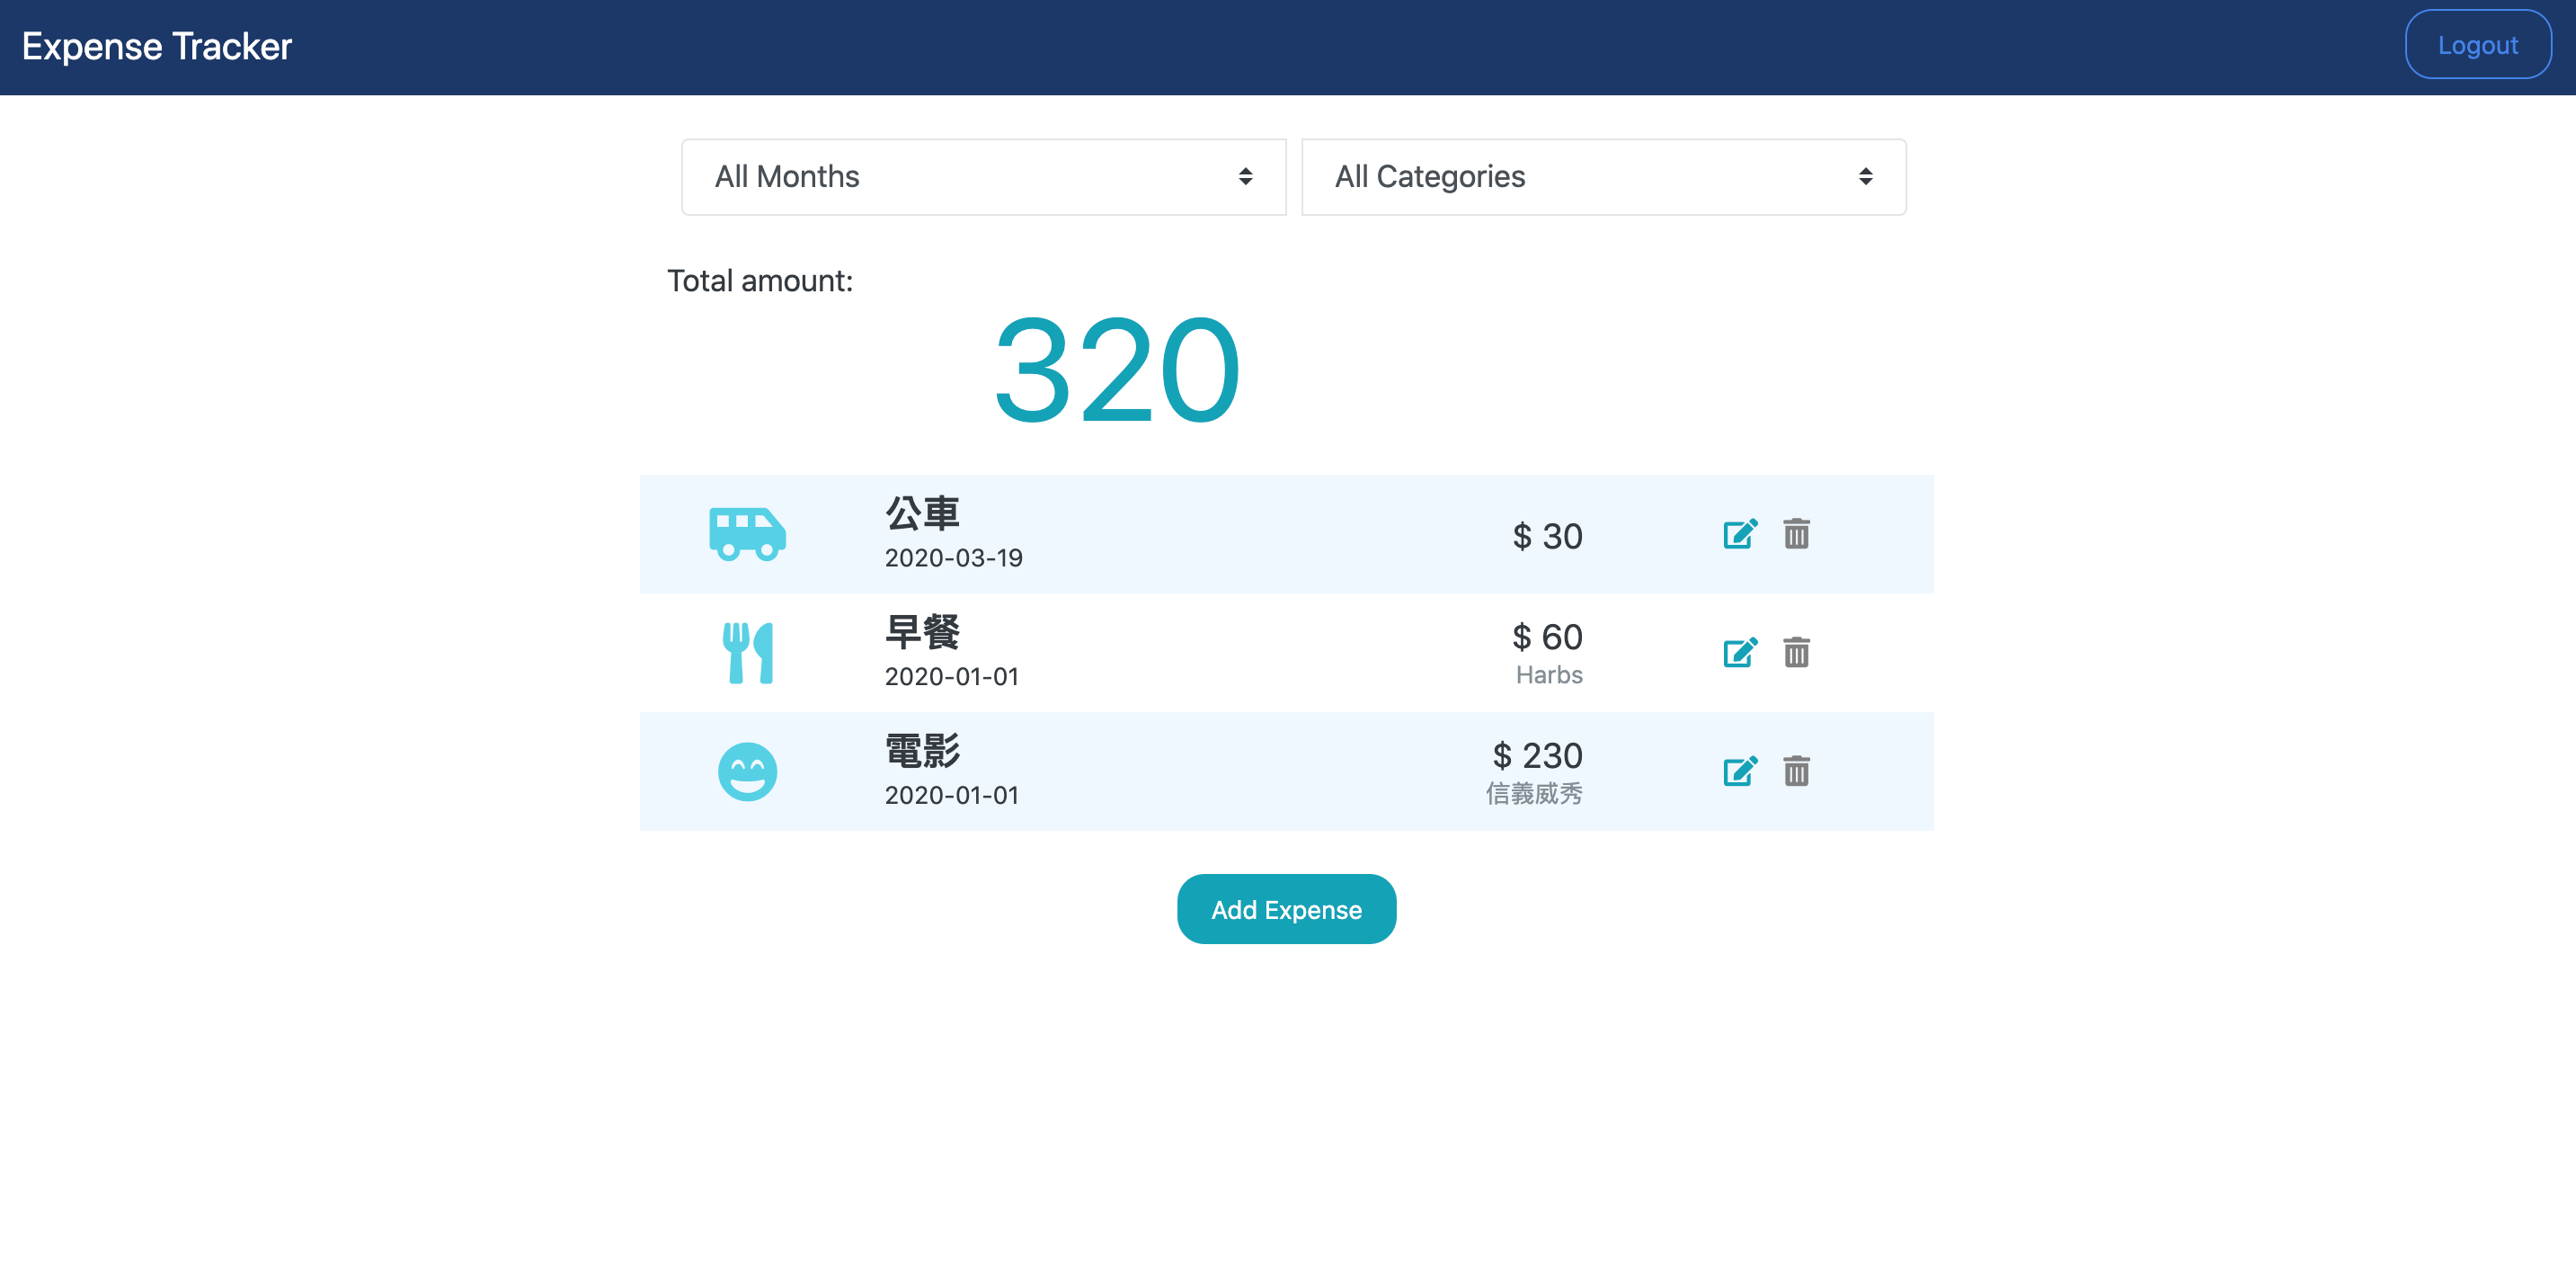 Expense Tracker
Logout
All Months
All Categories
Total amount:
320
公車
2020-03-19
$ 30
早餐
2020-01-01
$ 60
Harbs
電影
2020-01-01
$ 230
信義威秀
Add Expense